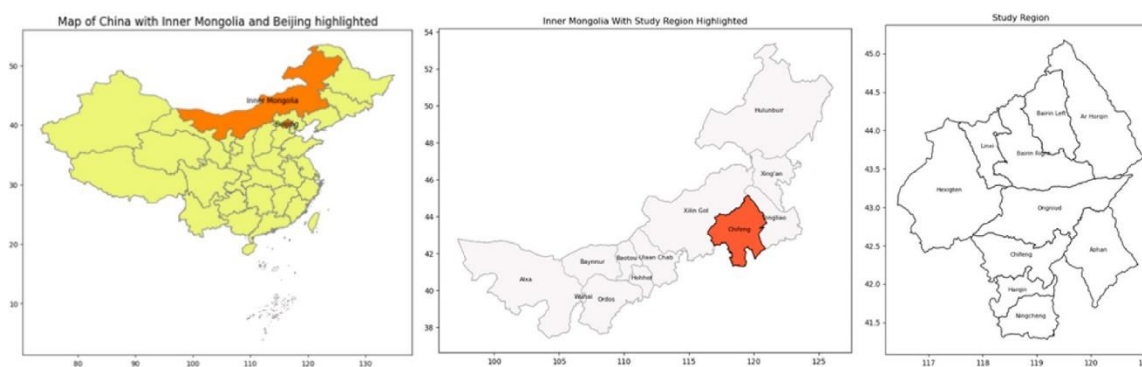 Map of China with Inner Mongolia and Beijing highlighted
50
40
30
20
10
Inner Mongolia
Beijing
80 90 100 110 120 130
Inner Mongolia With Study Region Highlighted
54
52
50
48
46
44
42
40
38
Hulunbuir
Xing'an
Xilin Gol
Chifeng
Baynnur
Baotou
Ulaan Chab
Hohhot
Alxa
Wuhai
Ordos
100 105 110 115 120 125
Study Region
45.0
44.5
44.0
43.5
43.0
42.5
42.0
41.5
Bairin Left
Ar Horqin
Linxi
Bairin Right
Hexigten
Ongniud
Aohan
Chifeng
Harqin
Ningcheng
117 118 119 120